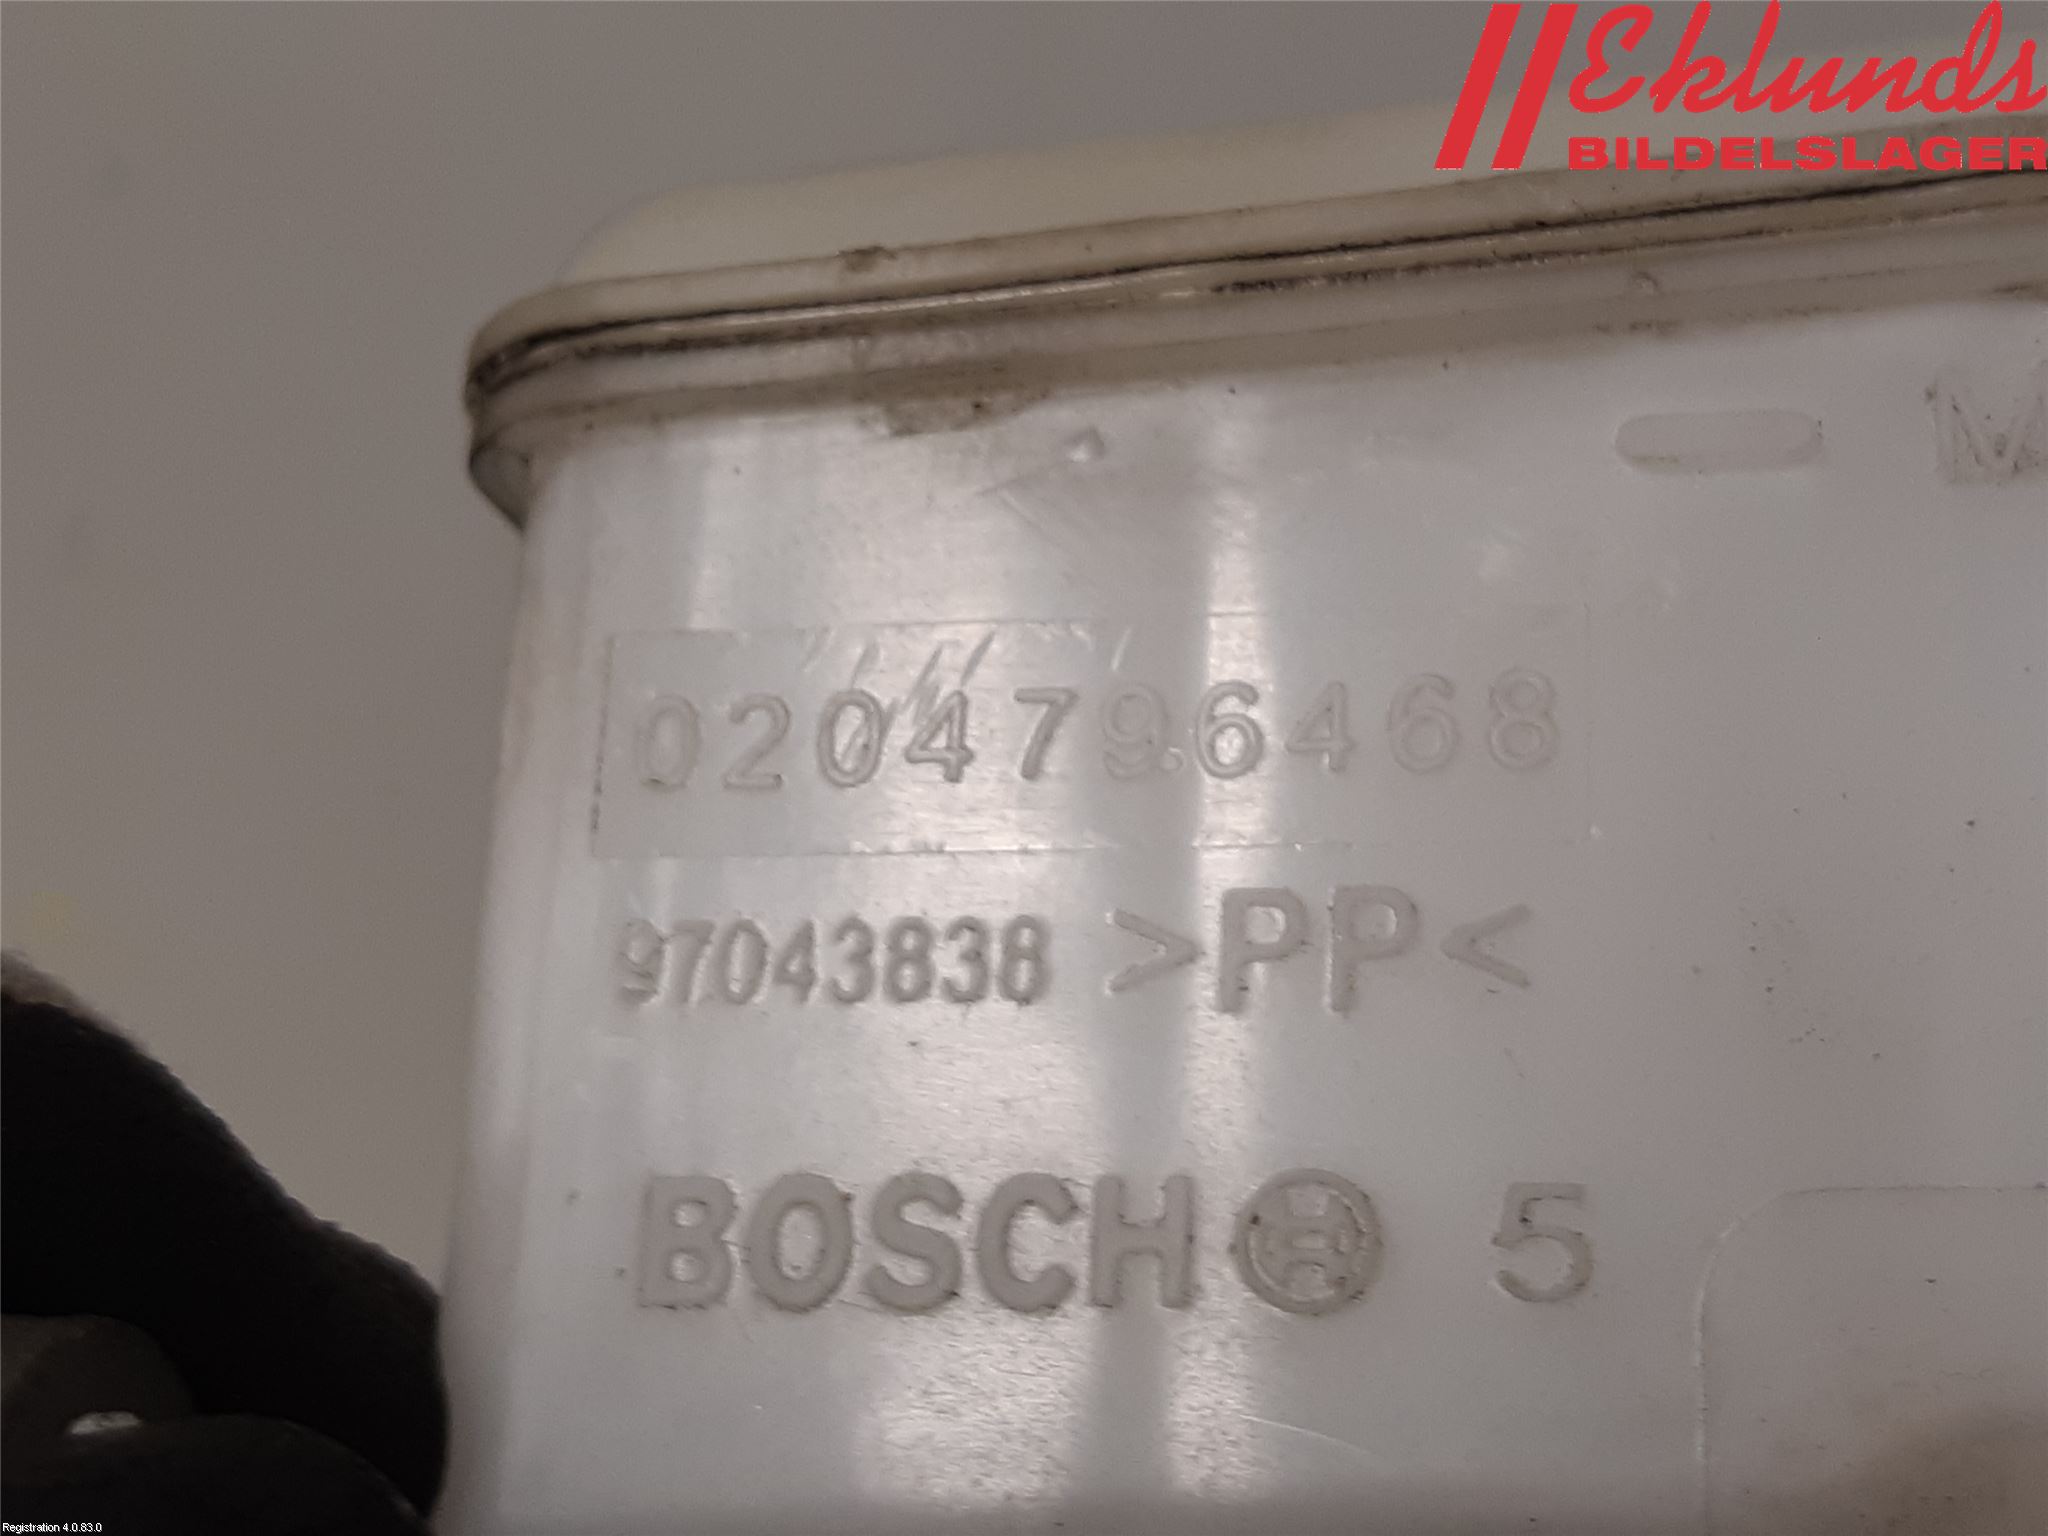 Eklunds
BILDELSLAGER
0204796468
97043838 >PP<
BOSCH 5
Registration 4.0.83.0